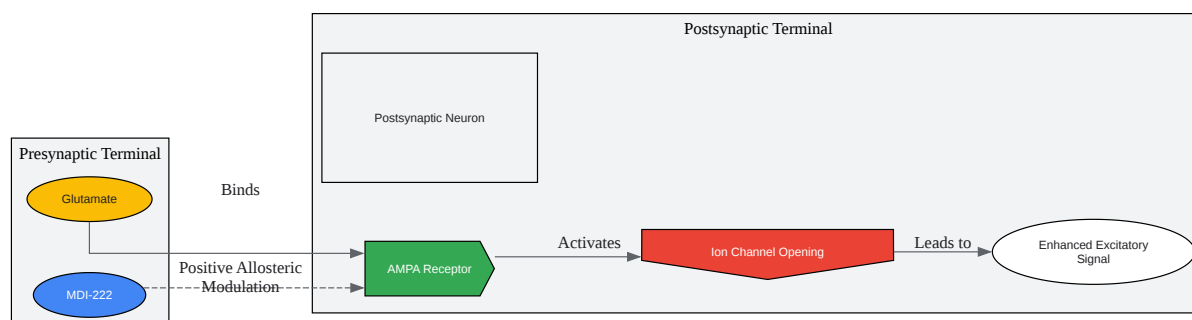 Postsynaptic Terminal
Postsynaptic Neuron
Presynaptic Terminal
Glutamate
Binds
AMPA Receptor
Activates
Ion Channel Opening
Leads to
Enhanced Excitatory
Signal
Positive Allosteric
Modulation
MDI-222